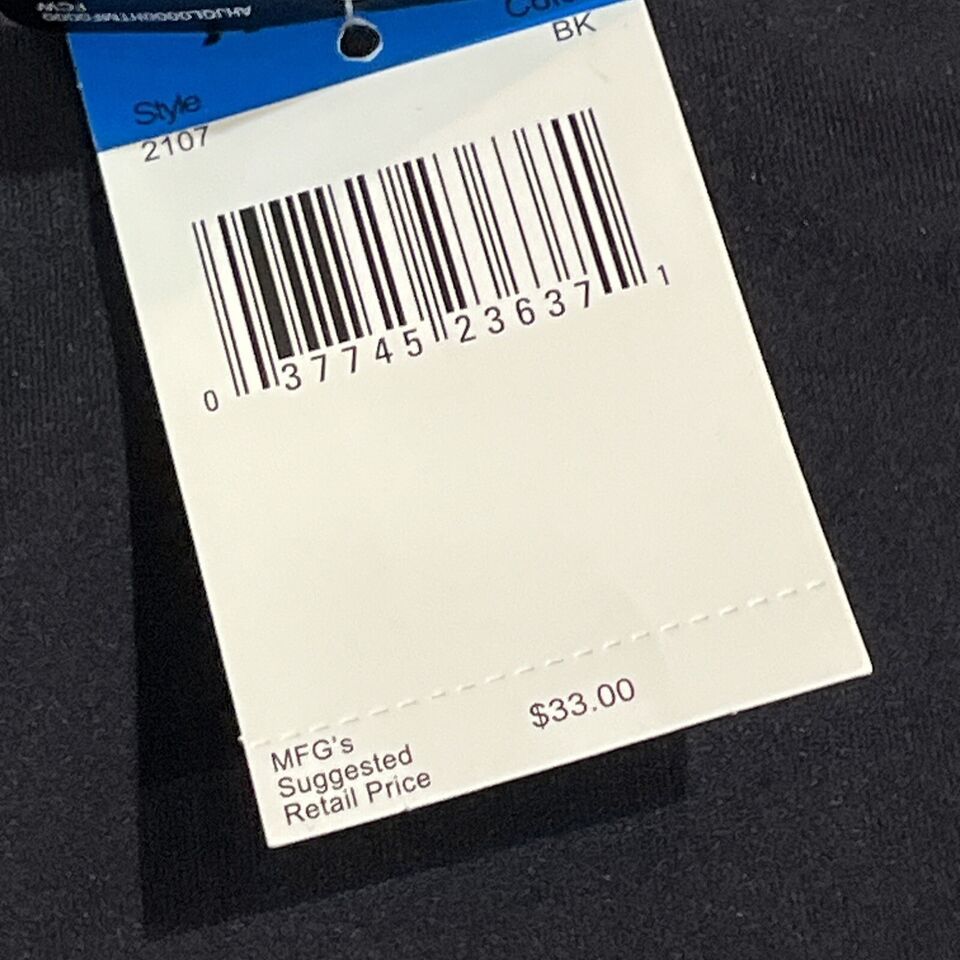 BK
Style
2107
0 37745 23637 1
$33.00
MFG's
Suggested
Retail Price